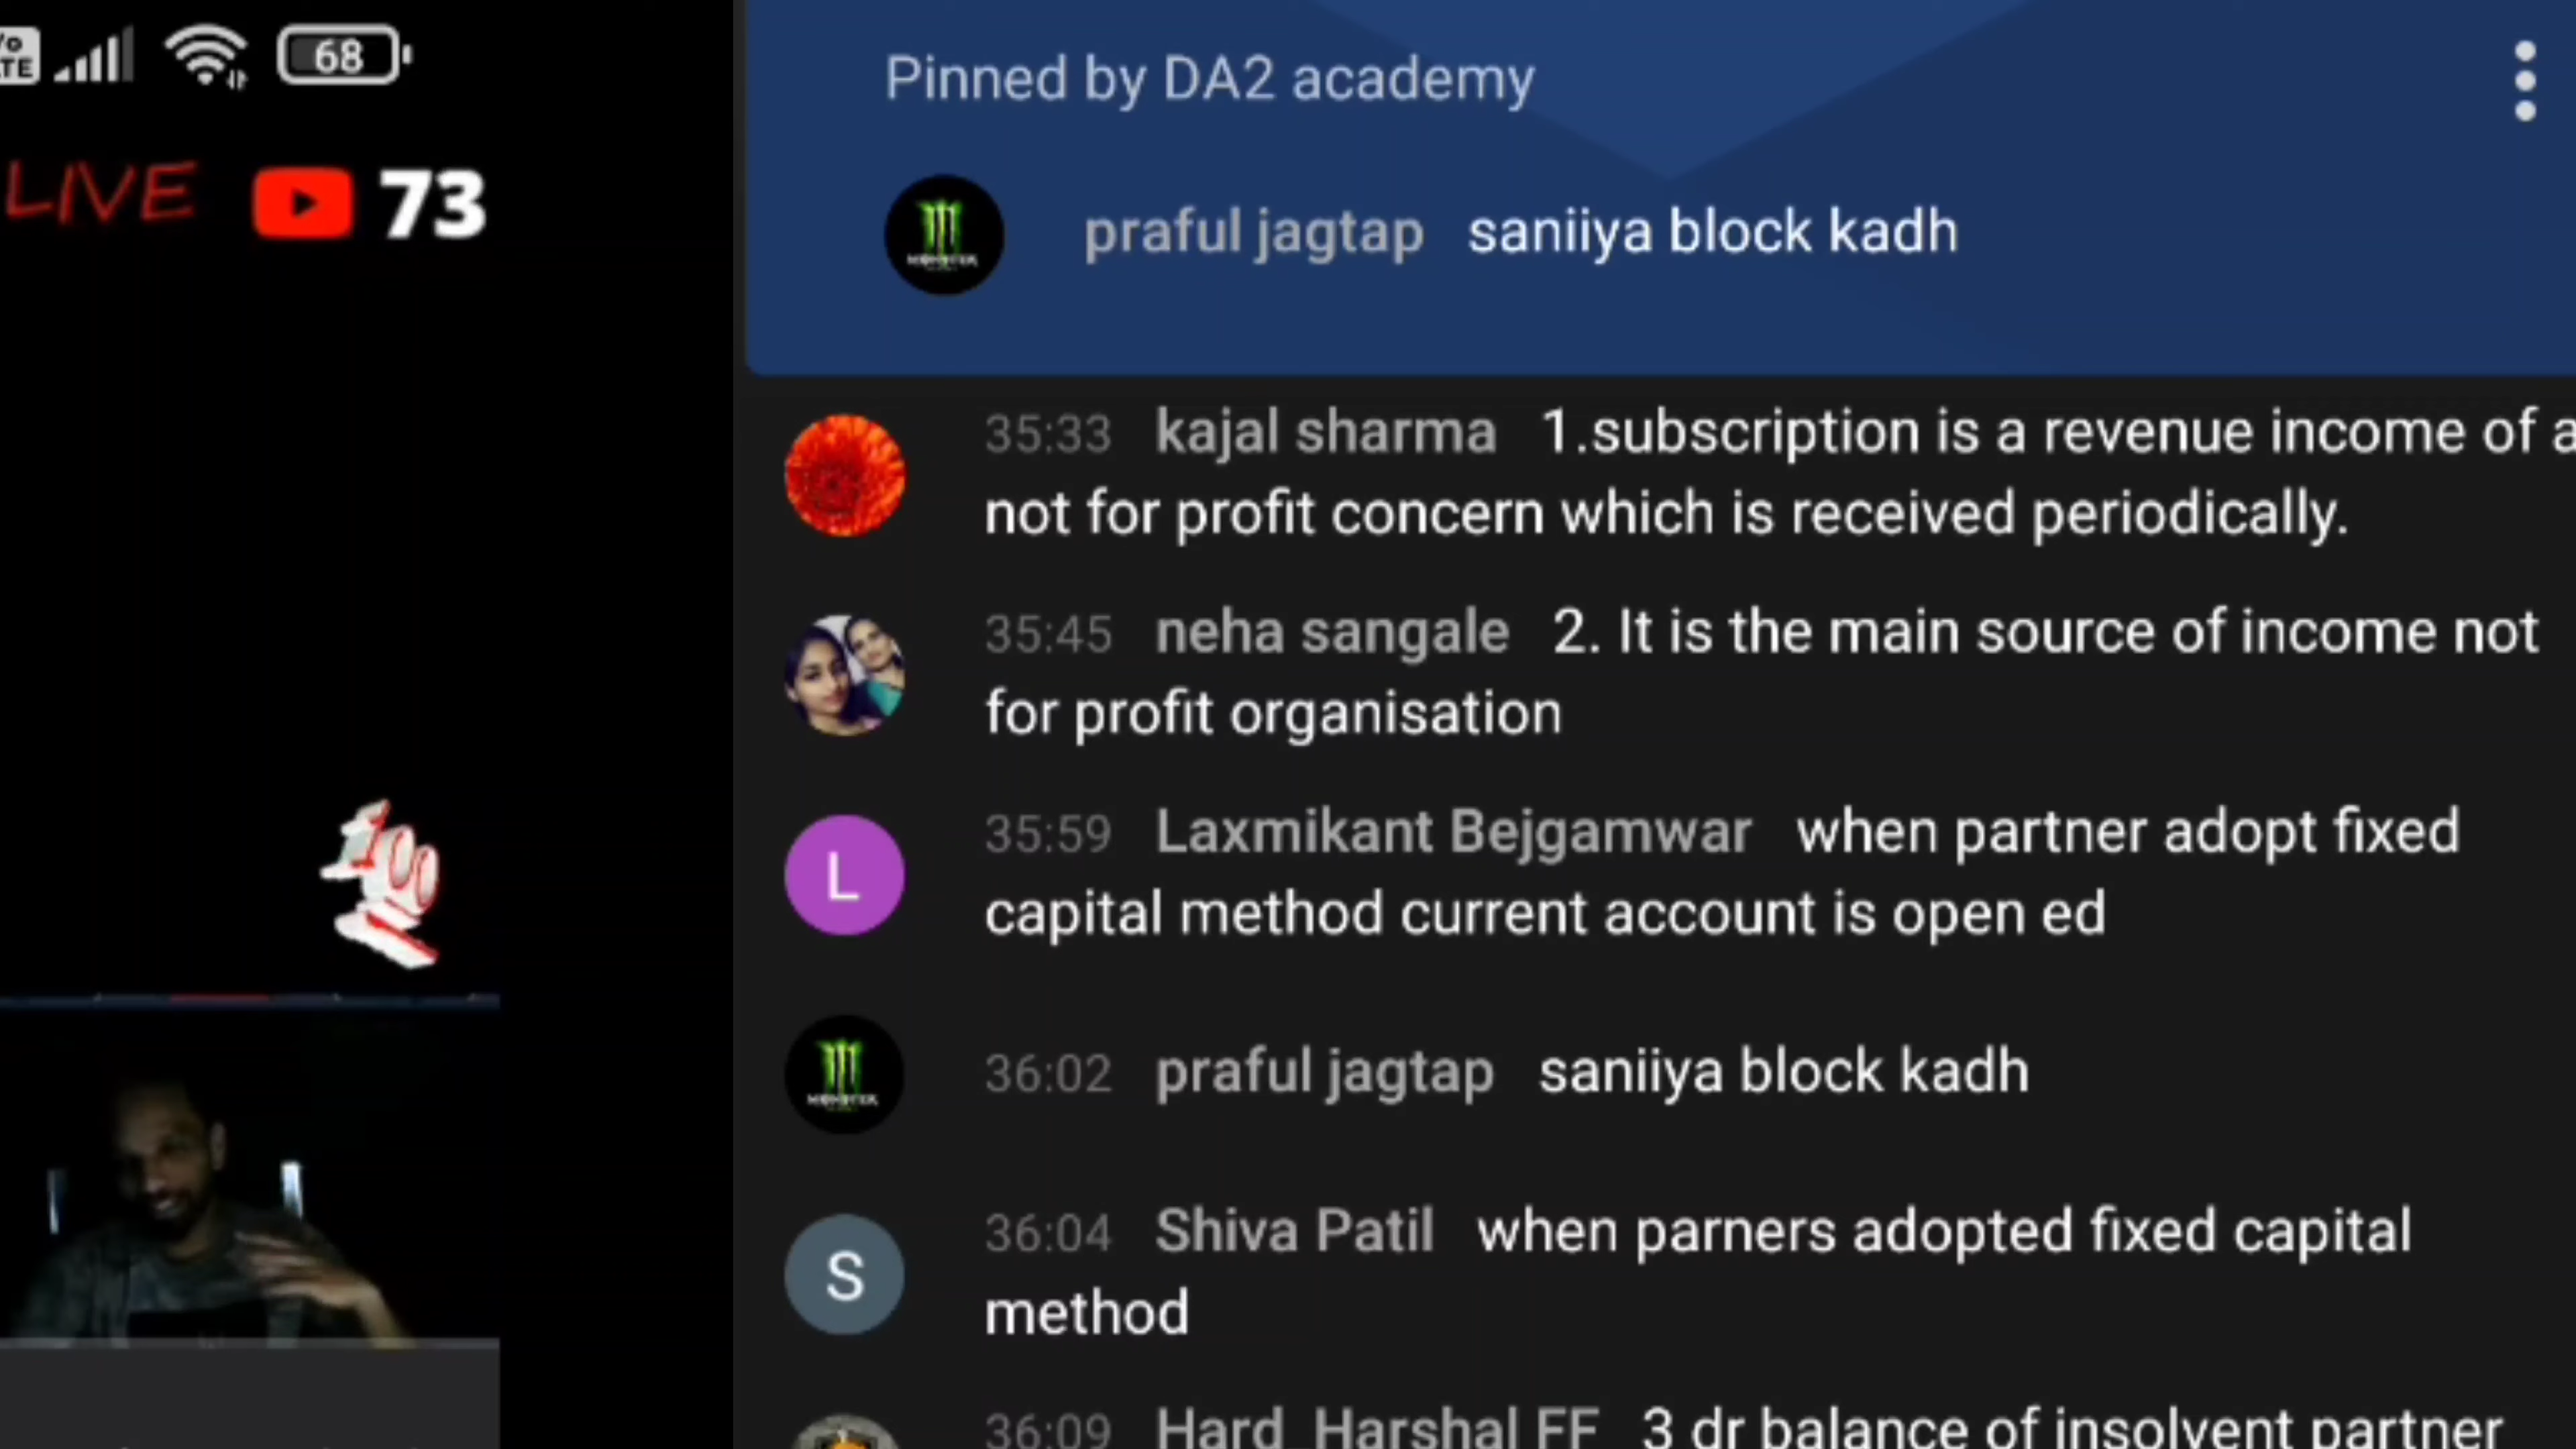 68
LIVE 73
Pinned by DA2 academy
praful jagtap saniiya block kadh
35:33 kajal sharma 1.subscription is a revenue income of a
not for profit concern which is received periodically.
35:45 neha sangale 2. It is the main source of income not
for profit organisation
100
35:59 Laxmikant Bejgamwar when partner adopt fixed
L
capital method current account is open ed
36:02 praful jagtap saniiya block kadh
36:04 Shiva Patil when parners adopted fixed capital
S
method
36:09 Hard Harshal FF 3 dr balance of insolvent partner